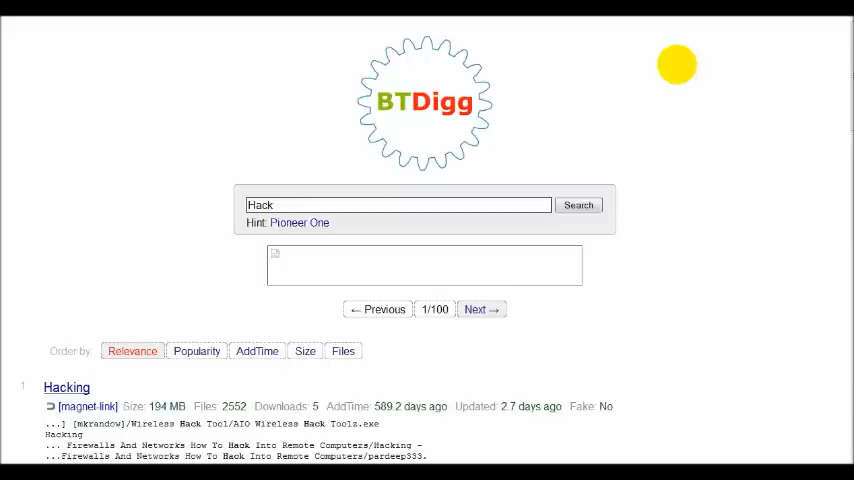 BTDigg
Hack
Search
Hint: Pioneer One
← Previous 1/100 Next →
Order by: Relevance Popularity AddTime Size Files
1 Hacking
[magnet-link] Size: 194 MB Files: 2552 Downloads: 5 AddTime: 589.2 days ago Updated: 2.7 days ago Fake: No
...] [mkrandow]/Wireless Hack Tool/AIO Wireless Hack Toolz.exe
Hacking
... Firewalls And Networks How To Hack Into Remote Computers/Hacking -
...Firewalls And Networks How To Hack Into Remote Computers/pardeep333.